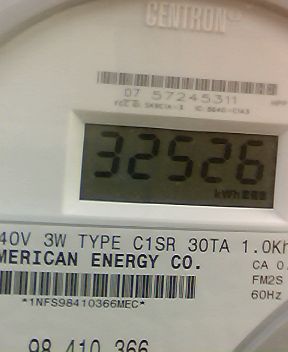 CENTRON
07 57245311
32526
kWh
40V 3W TYPE C1SR 30TA 1.0Kh
MERICAN ENERGY CO.
CA 0.
FM2S
60Hz
*1NFS98410366MEC*
98 410 366